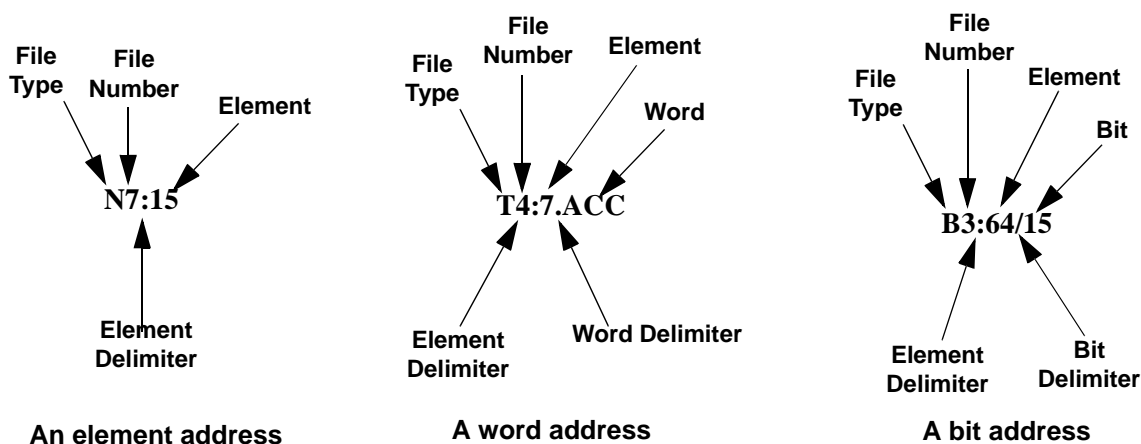 File
Type
File
Number
Element
N7:15
Element
Delimiter
An element address
File
Type
File
Number
Element
Word
T4:7.ACC
Element
Delimiter
Word Delimiter
A word address
File
Type
File
Number
Element
Bit
B3:64/15
Element
Delimiter
Bit
Delimiter
A bit address